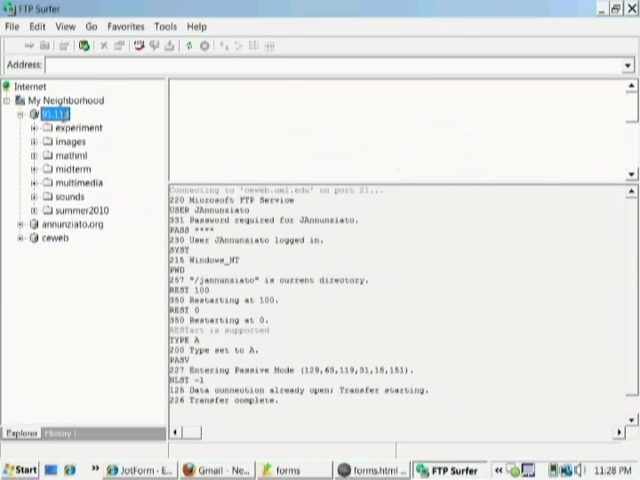 FTP Surfer
File Edit View Go Favorites Tools Help
Address:
Internet
My Neighborhood
91.113
experiment
images
mathml
midterm
multimedia
sounds
summer2010
annunziato.org
ceweb
Connecting to 'ceweb.uml.edu' on port 21...
220 Microsoft FTP Service
USER JAnnunziato
331 Password required for JAnnunziato.
PASS ****
230 User JAnnunziato logged in.
SYST
215 Windows_NT
PWD
257 "/jannunziato" is current directory.
REST 100
350 Restarting at 100.
REST 0
350 Restarting at 0.
RESTart is supported
TYPE A
200 Type set to A.
PASV
227 Entering Passive Mode (129,63,119,31,18,151).
NLST -l
125 Data connection already open; Transfer starting.
226 Transfer complete.
Explorer History
Start JotForm - E... Gmail - Ne... forms forms.html ... FTP Surfer 11:28 PM